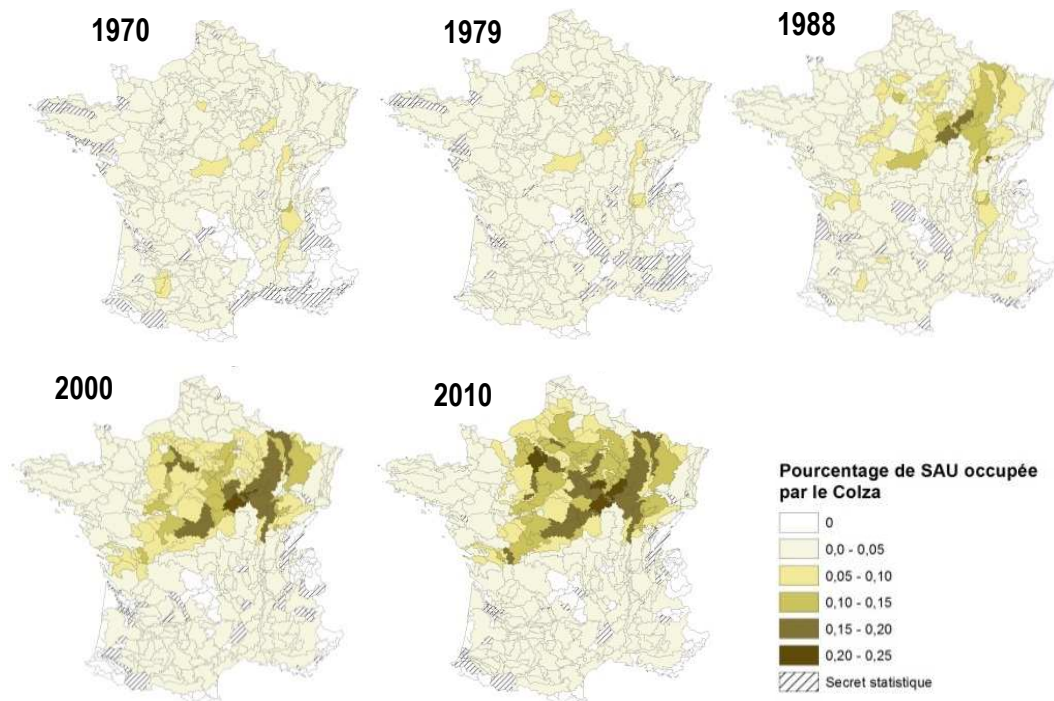 1970
1979
1988
2000
2010
Pourcentage de SAU occupée
par le Colza
0
0,0 - 0,05
0,05 - 0,10
0,10 - 0,15
0,15 - 0,20
0,20 - 0,25
Secret statistique